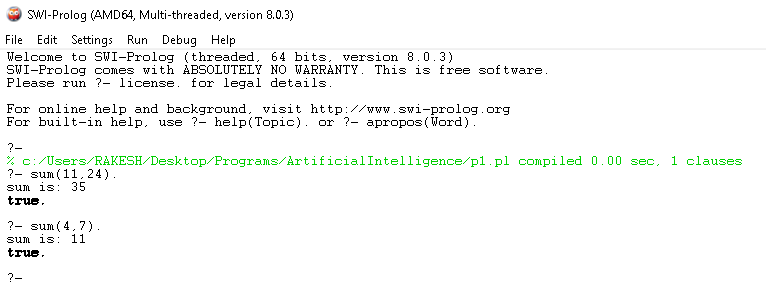 SWI-Prolog (AMD64, Multi-threaded, version 8.0.3)
File Edit Settings Run Debug Help
Welcome to SWI-Prolog (threaded, 64 bits, version 8.0.3)
SWI-Prolog comes with ABSOLUTELY NO WARRANTY. This is free software.
Please run ?- license. for legal details.
For online help and background, visit http://www.swi-prolog.org
For built-in help, use ?- help(Topic). or ?- apropos(Word).
?-
% c:/Users/RAKESH/Desktop/Programs/ArtificialIntelligence/p1.pl compiled 0.00 sec, 1 clauses
?- sum(11,24).
sum is: 35
true.
?- sum(4,7).
sum is: 11
true.
?-